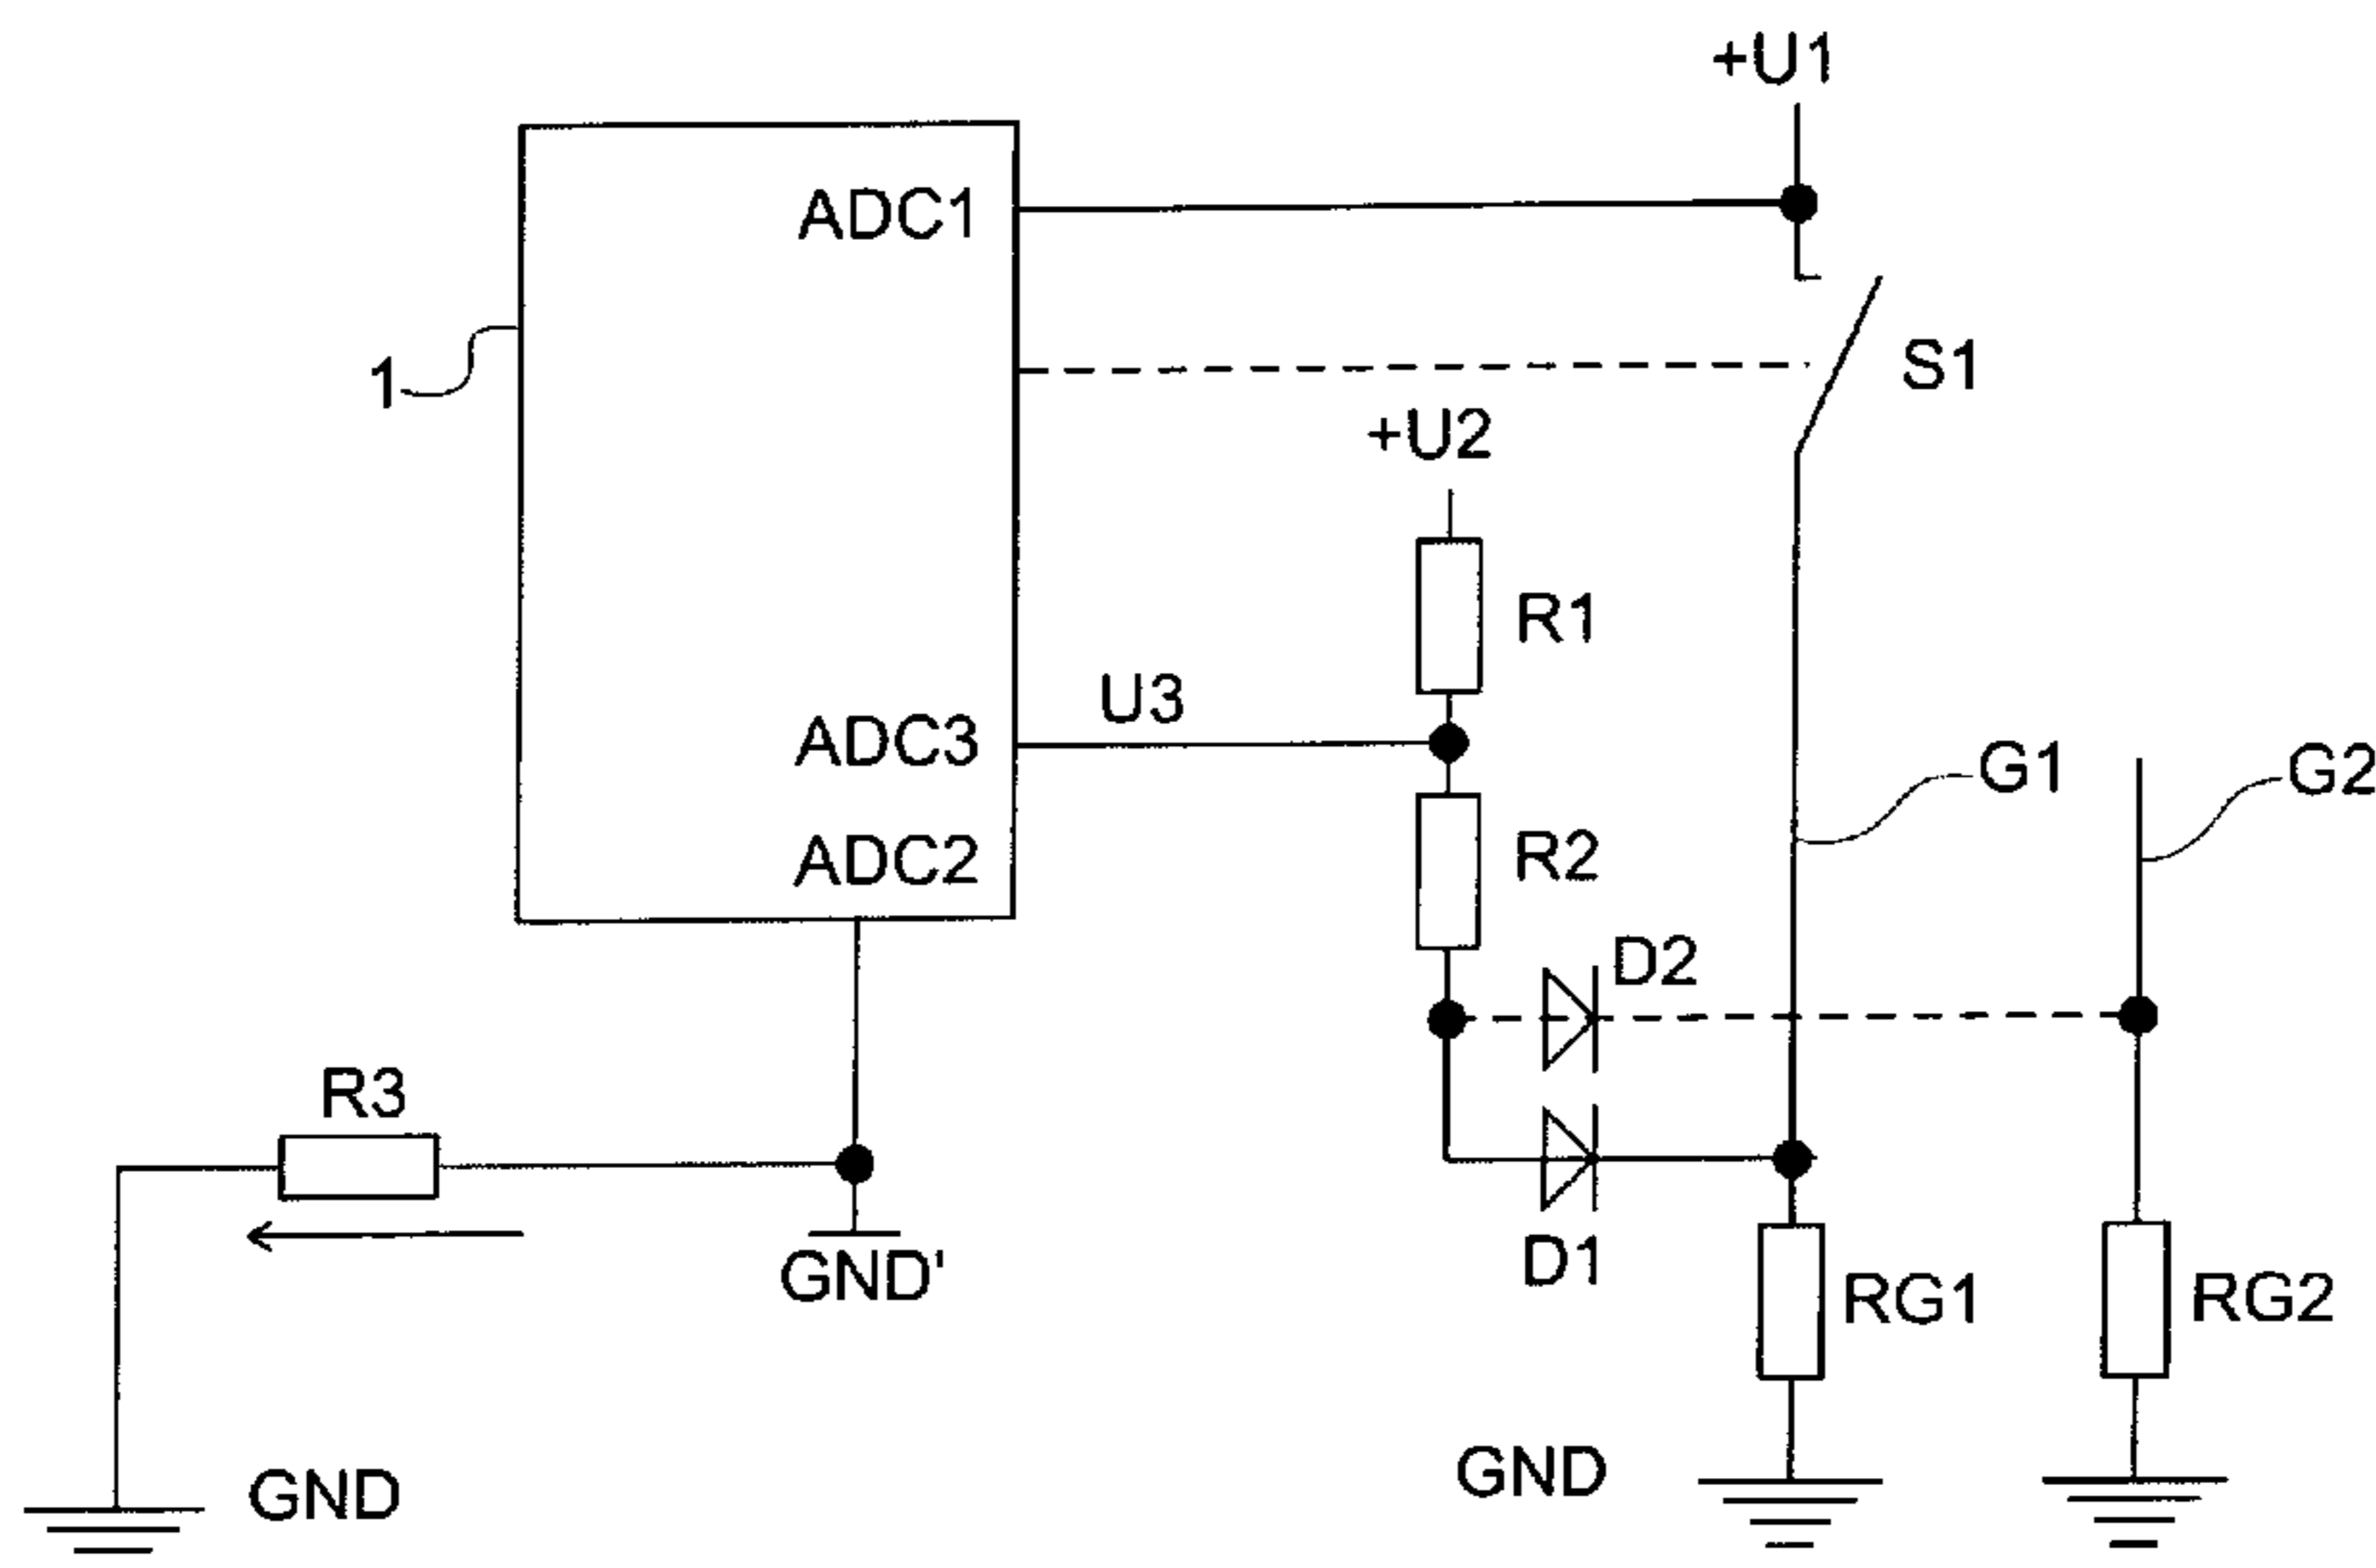 +U1
ADC1
1
S1
+U2
R1
U3
ADC3
G1
G2
R2
ADC2
D2
R3
GND'
D1
RG1
RG2
GND
GND